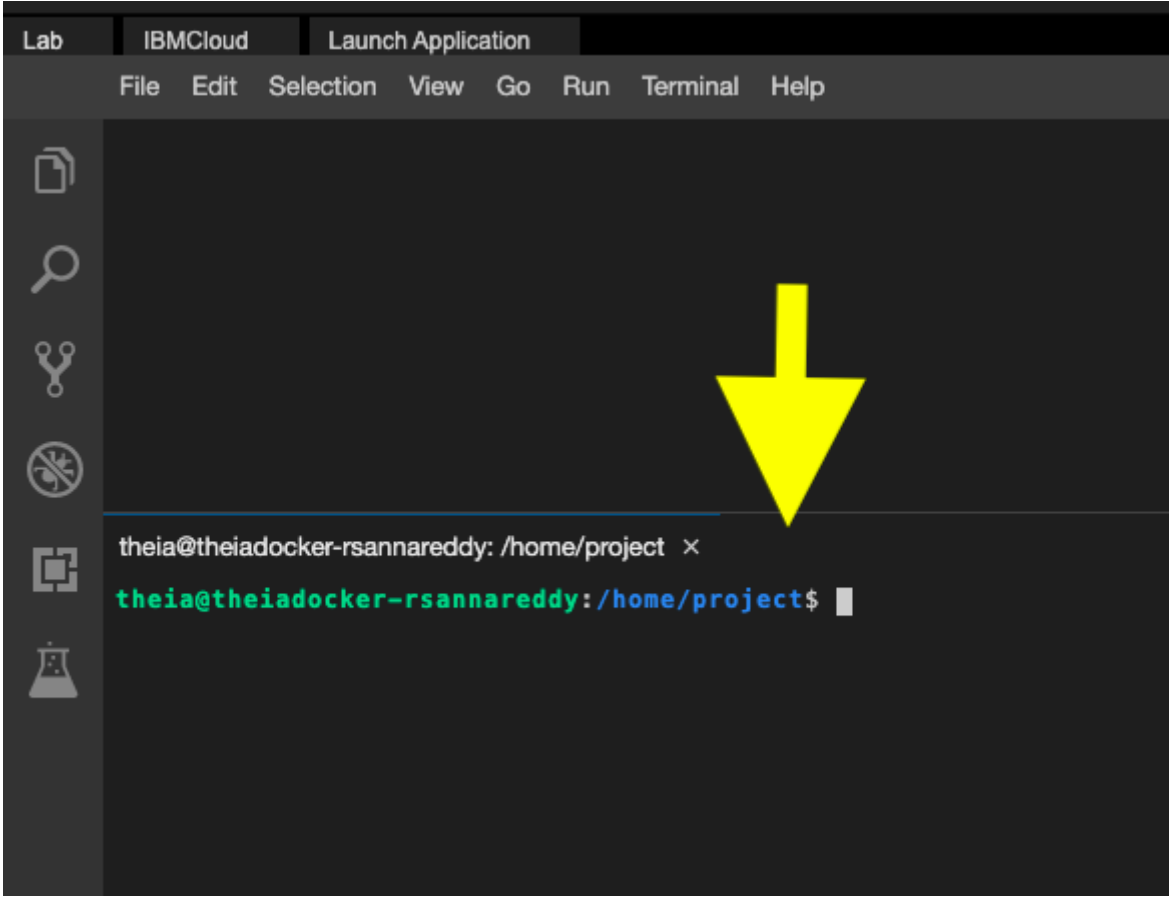 Lab IBMCloud Launch Application
File Edit Selection View Go Run Terminal Help
theia@theiadocker-rsannareddy: /home/project ×
theia@theiadocker-rsannareddy:/home/project$